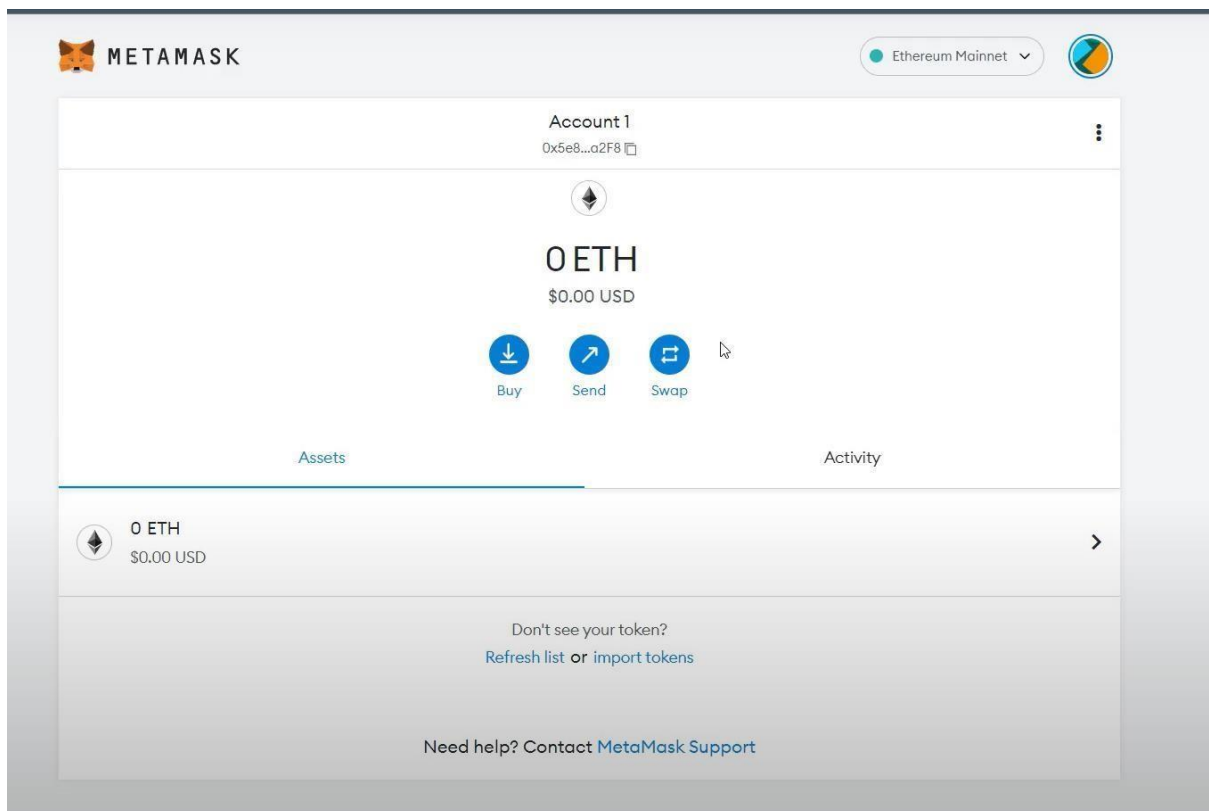 METAMASK
Ethereum Mainnet
Account 1
0x5e8...a2F8
0 ETH
$0.00 USD
Buy Send Swap
Assets Activity
0 ETH
$0.00 USD
Don't see your token?
Refresh list or import tokens
Need help? Contact MetaMask Support